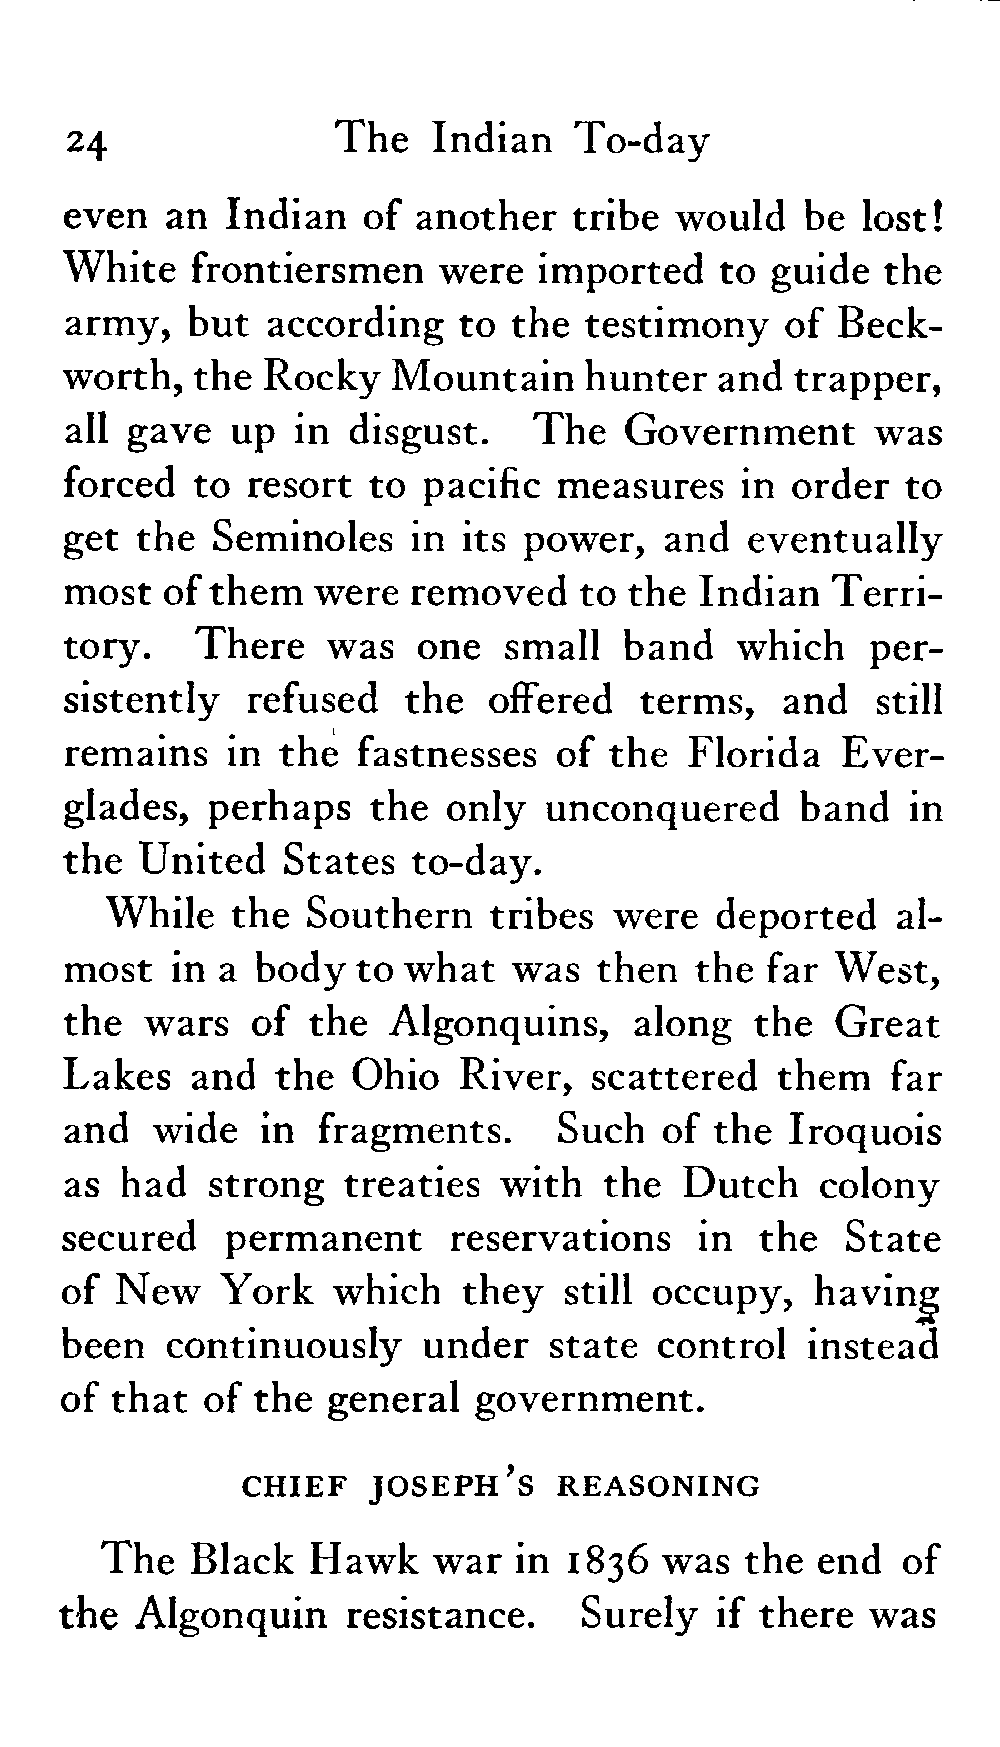 24 The Indian To-day
even an Indian of another tribe would be lost!
White frontiersmen were imported to guide the
army, but according to the testimony of Beck-
worth, the Rocky Mountain hunter and trapper,
all gave up in disgust. The Government was
forced to resort to pacific measures in order to
get the Seminoles in its power, and eventually
most of them were removed to the Indian Terri-
tory. There was one small band which per-
sistently refused the offered terms, and still
remains in the fastnesses of the Florida Ever-
glades, perhaps the only unconquered band in
the United States to-day.
While the Southern tribes were deported al-
most in a body to what was then the far West,
the wars of the Algonquins, along the Great
Lakes and the Ohio River, scattered them far
and wide in fragments. Such of the Iroquois
as had strong treaties with the Dutch colony
secured permanent reservations in the State
of New York which they still occupy, having
been continuously under state control instead
of that of the general government.
CHIEF JOSEPH'S REASONING
The Black Hawk war in 1836 was the end of
the Algonquin resistance. Surely if there was